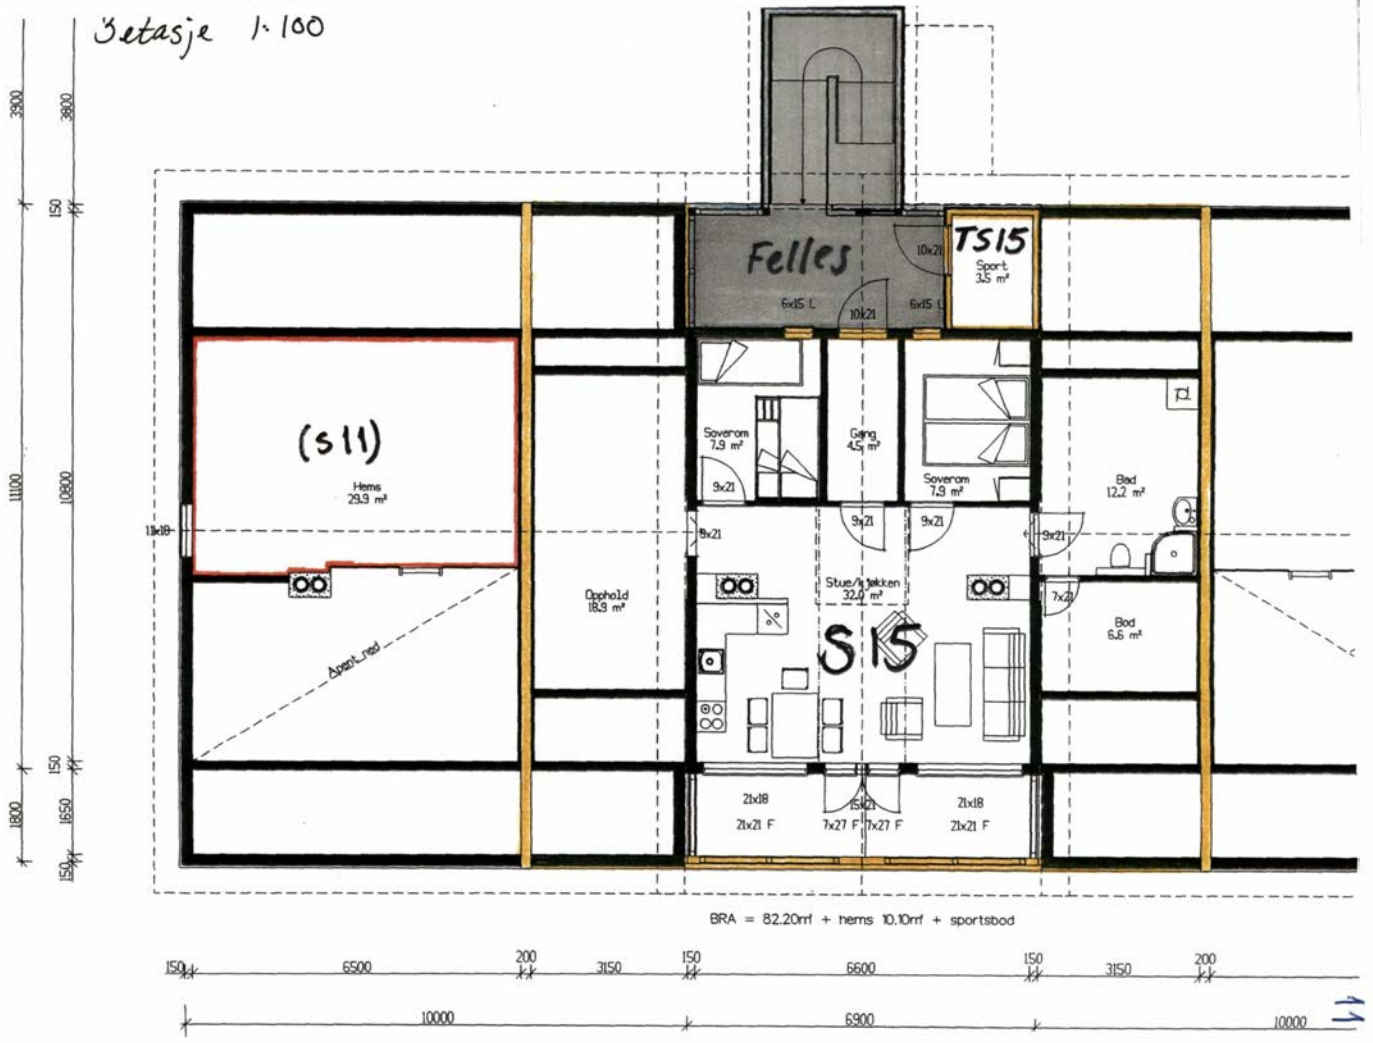 3etasje 1:100
3900
3800
150
11100
10800
150
1800
1650
150
Felles
10x21
TS15
Sport
3.5 m²
6x15 L
10x21
6x15 L
(S11)
Hems
29.9 m²
11x18
Åpent ned
Opphold
18.9 m²
Soverom
7.9 m²
9x21
Gang
4.5 m²
Soverom
7.9 m²
9x21
9x21
9x21
Stue/kjøkken
32.0 m²
S15
Bad
12.2 m²
9x21
7x21
Bod
6.6 m²
21x18
21x21 F
15x21
7x27 F
7x27 F
21x18
21x21 F
BRA = 82.20m² + hems 10.10m² + sportsbod
150
6500
200
3150
150
6600
150
3150
200
10000
6900
10000
11